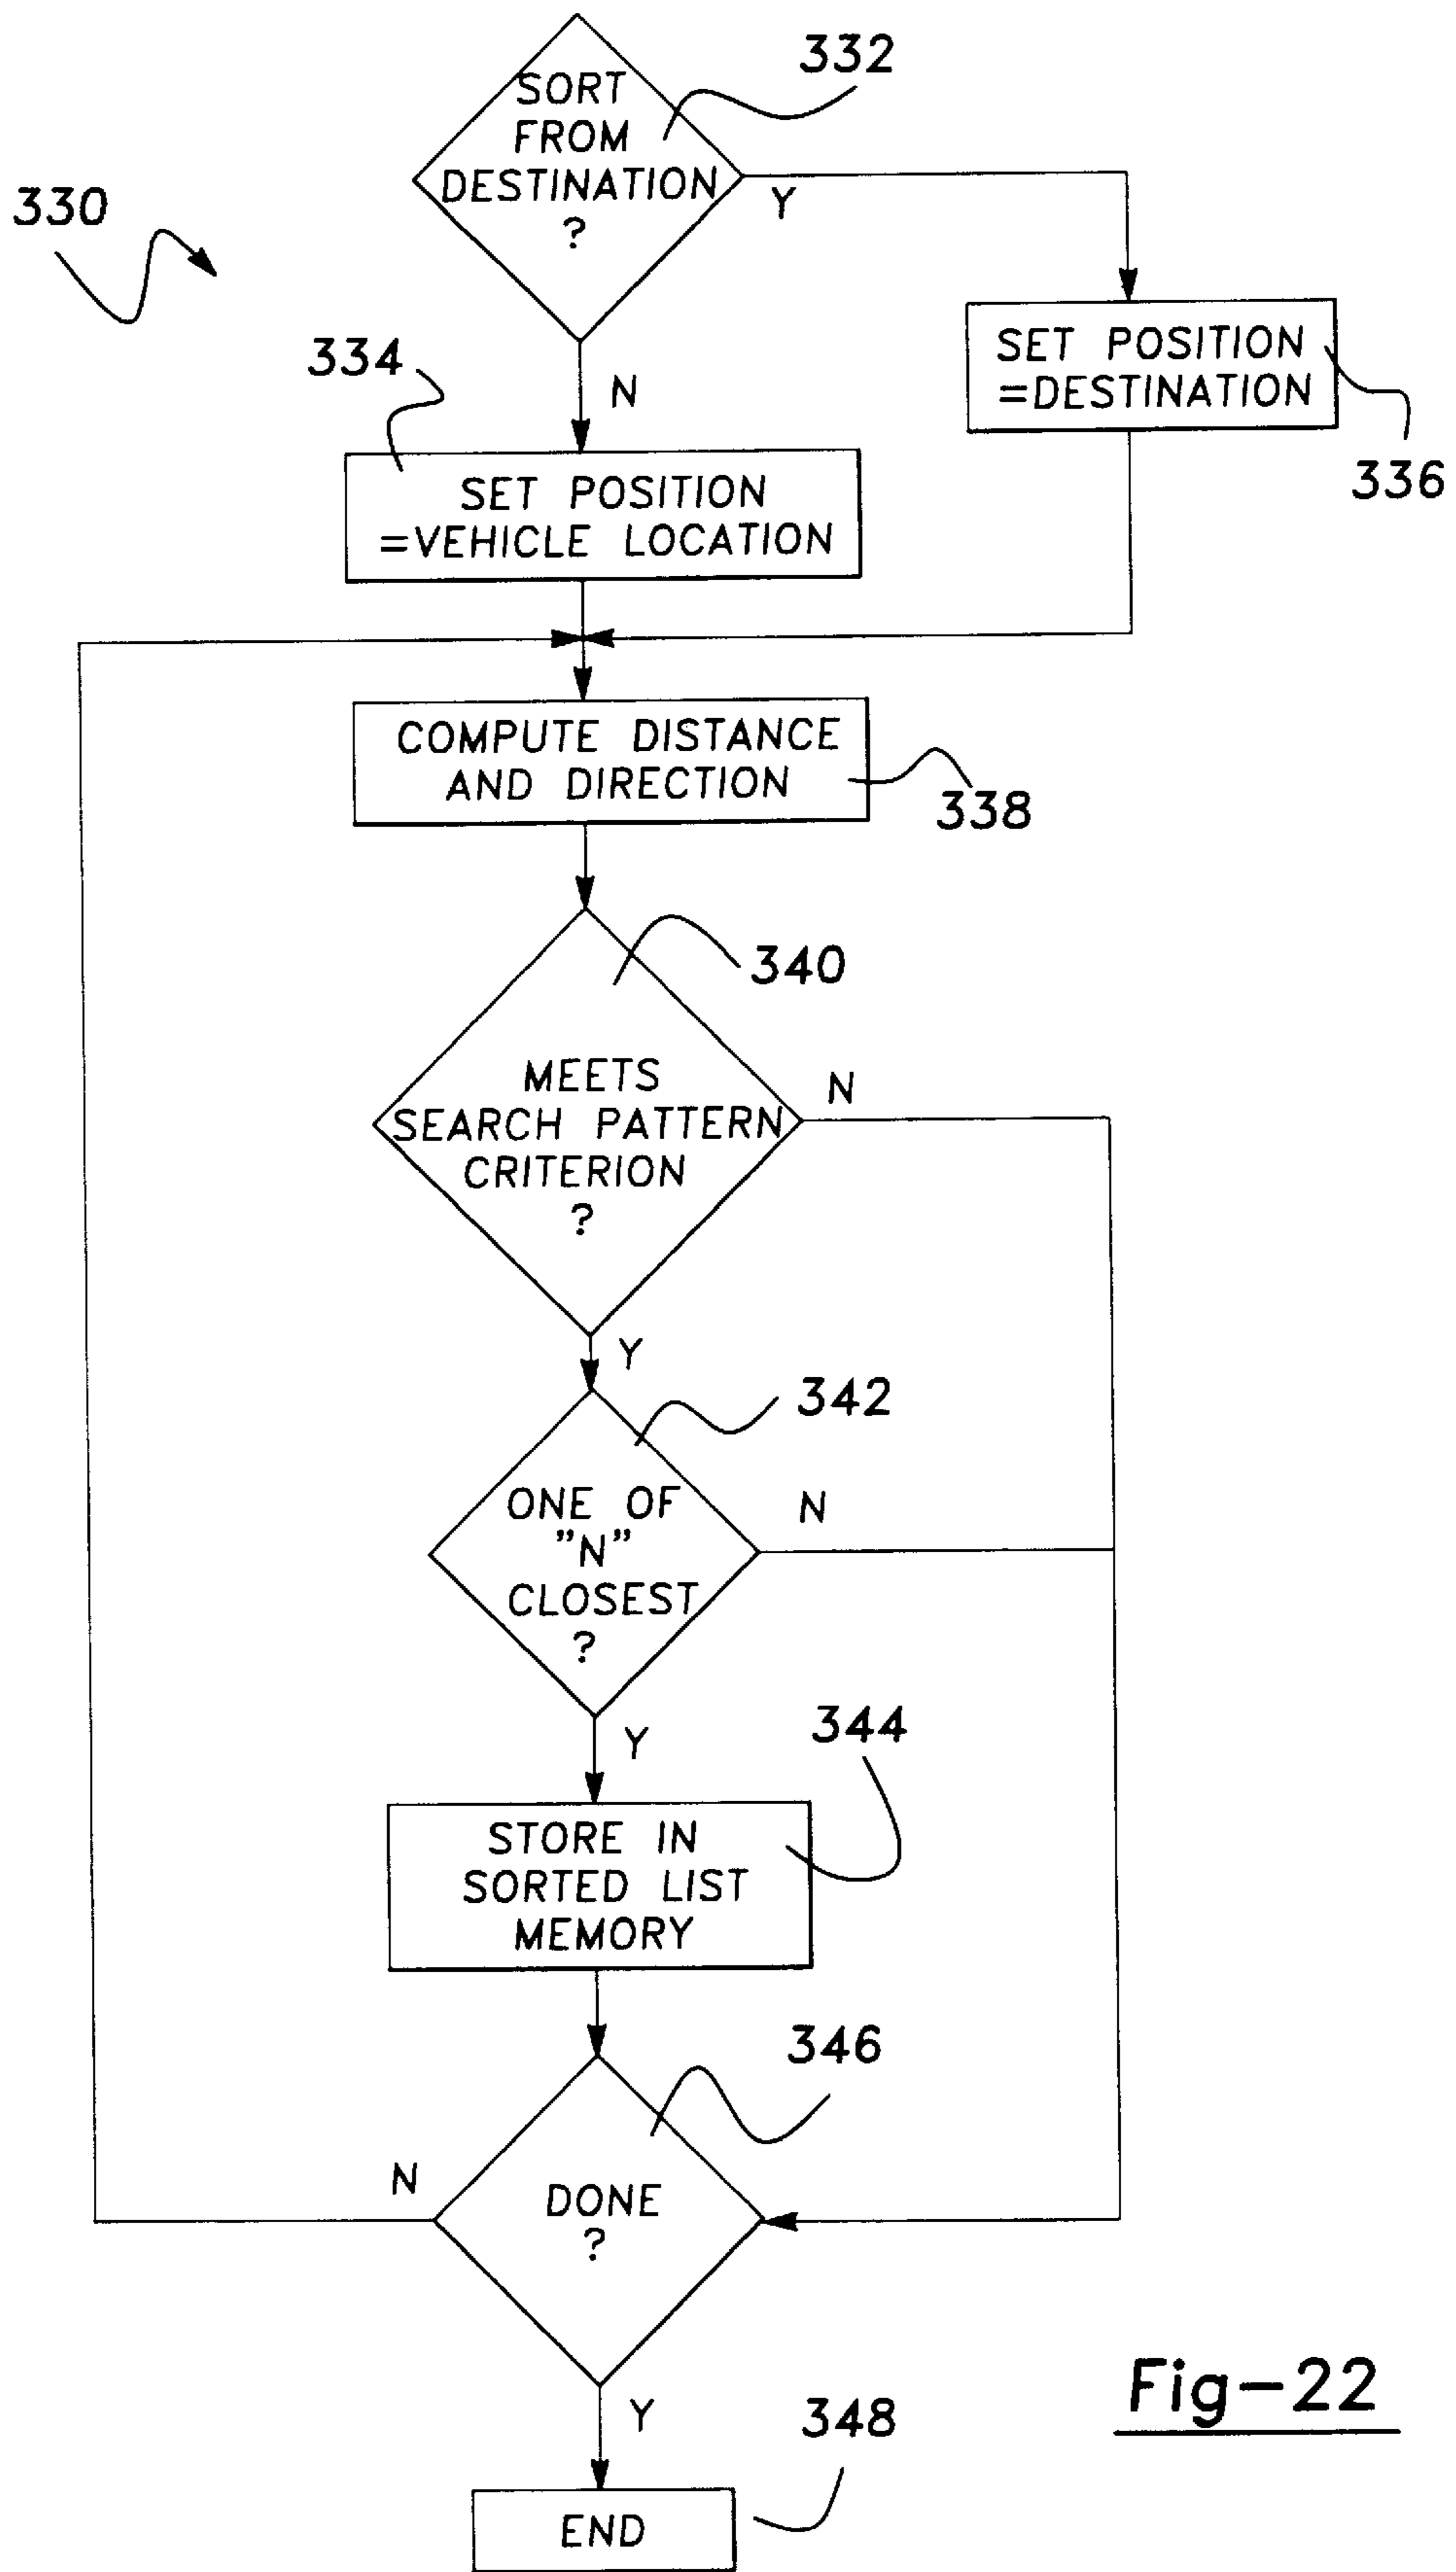 332
SORT
FROM
DESTINATION
?
Y
330
N
334
SET POSITION
=DESTINATION
336
SET POSITION
=VEHICLE LOCATION
COMPUTE DISTANCE
AND DIRECTION
338
340
MEETS
SEARCH PATTERN
CRITERION
?
N
Y
342
ONE OF
"N"
CLOSEST
?
N
Y
344
STORE IN
SORTED LIST
MEMORY
346
N
DONE
?
Y
348
END
Fig-22